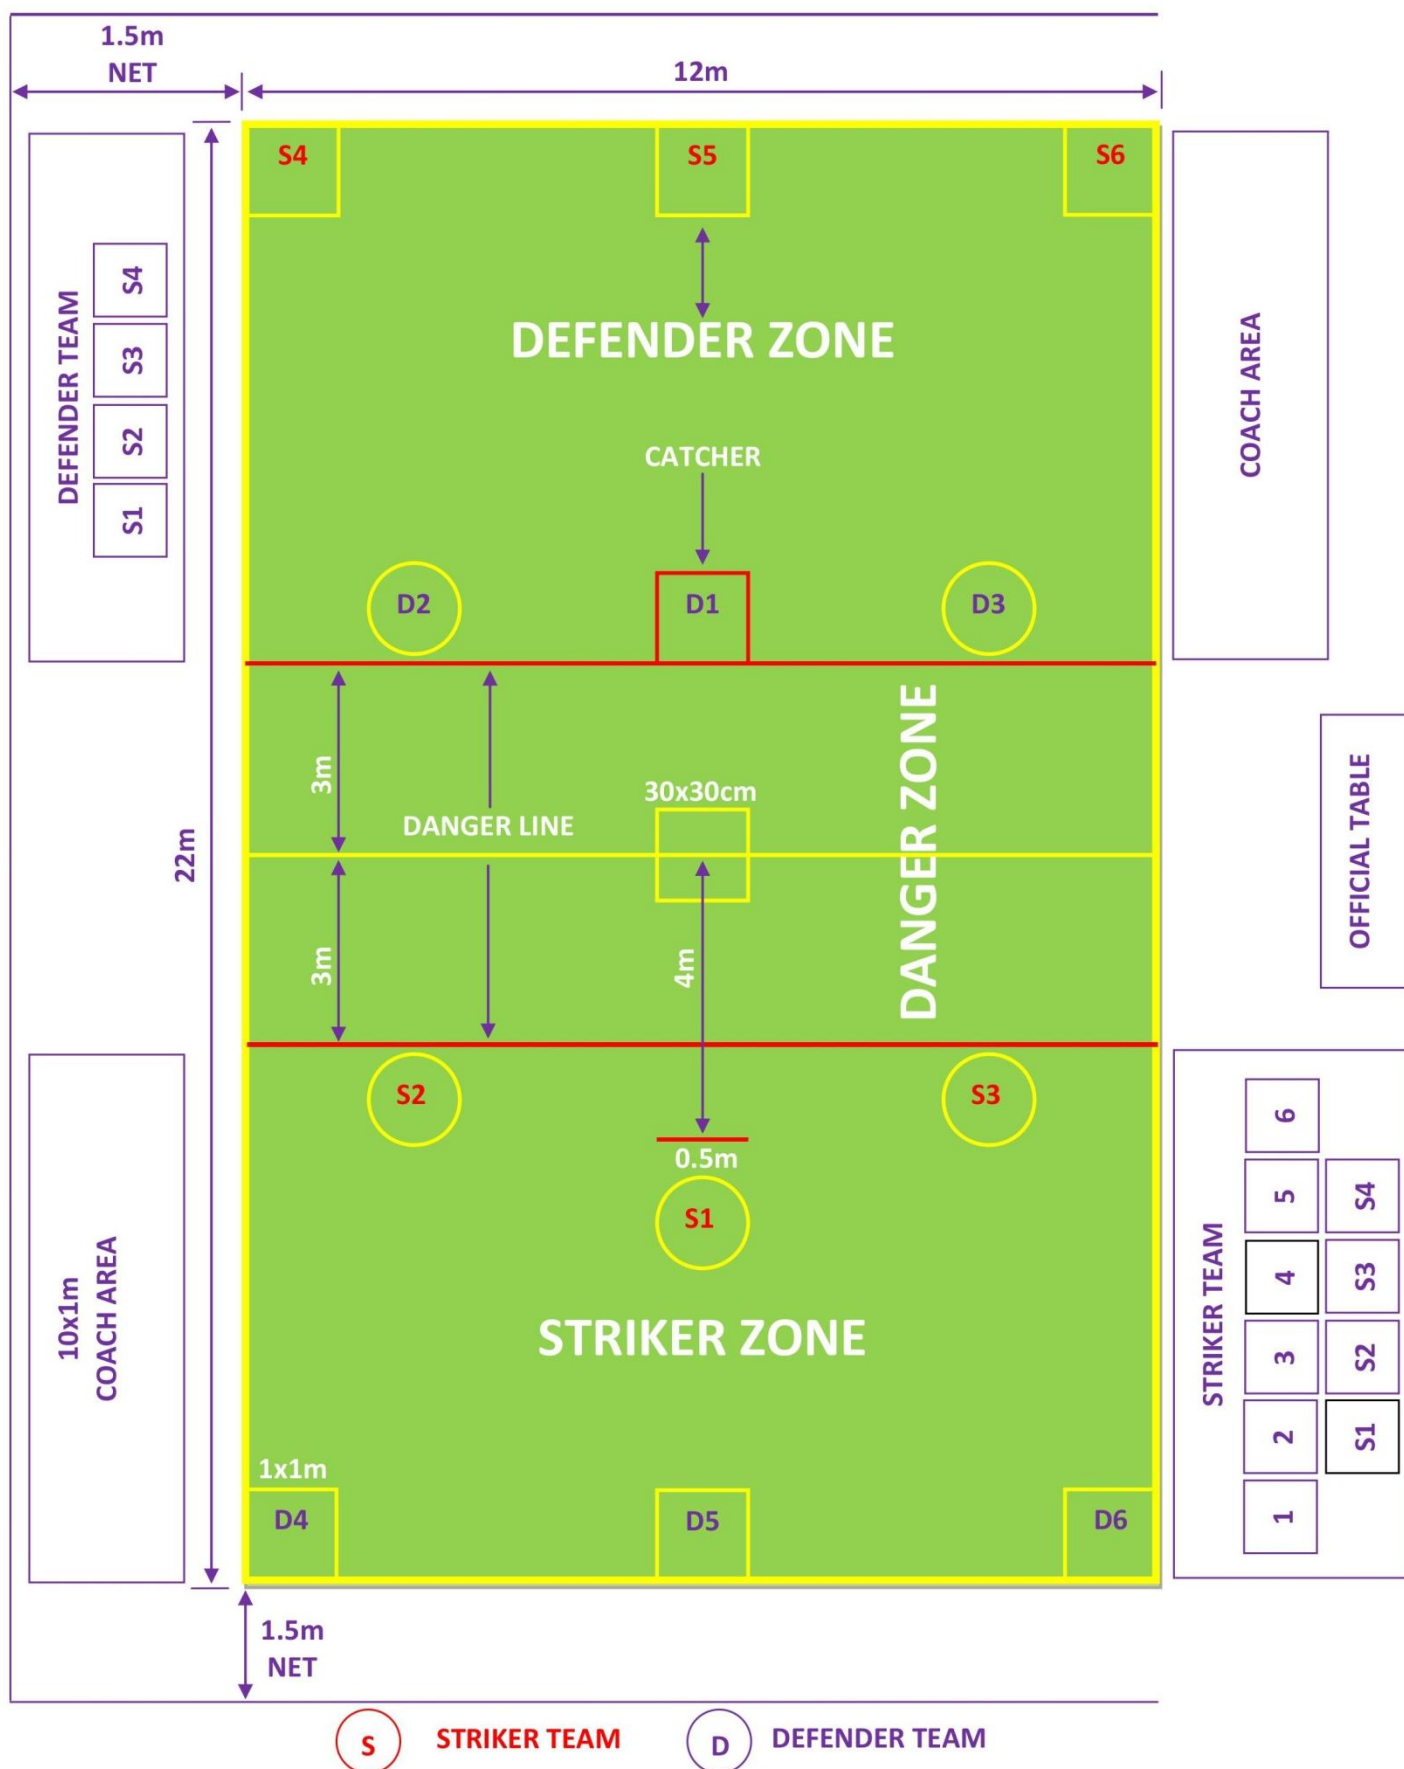 1.5m
NET
12m
S4
S5
S6
DEFENDER TEAM
S4
S3
S2
S1
DEFENDER ZONE
COACH AREA
CATCHER
D2
D1
D3
3m
DANGER LINE
30x30cm
DANGER ZONE
22m
3m
4m
OFFICIAL TABLE
S2
S3
0.5m
S1
STRIKER ZONE
10x1m
COACH AREA
STRIKER TEAM
6
5
4
3
2
1
S4
S3
S2
S1
1x1m
D4
D5
D6
1.5m
NET
S STRIKER TEAM
D DEFENDER TEAM